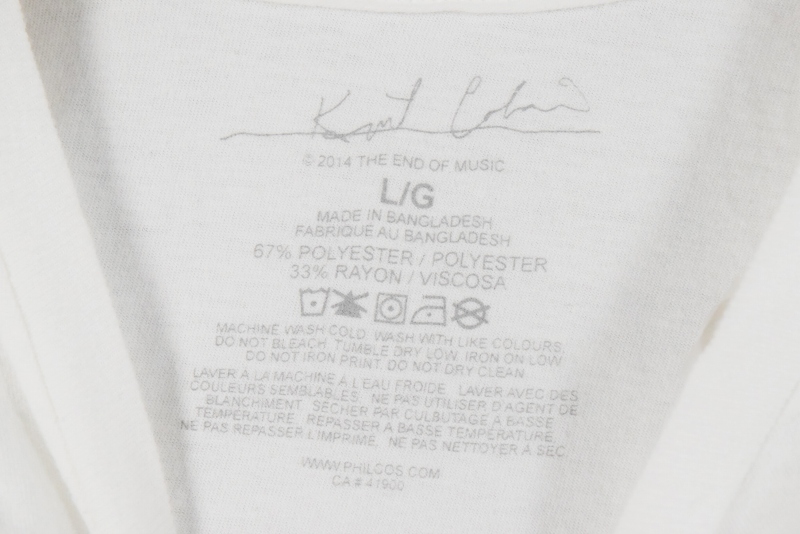 Kurt Cobain
© 2014 THE END OF MUSIC
L/G
MADE IN BANGLADESH
FABRIQUÉ AU BANGLADESH
67% POLYESTER / POLYESTER
33% RAYON / VISCOSA
MACHINE WASH COLD. WASH WITH LIKE COLOURS.
DO NOT BLEACH. TUMBLE DRY LOW. IRON ON LOW.
DO NOT IRON PRINT. DO NOT DRY CLEAN.
LAVER A LA MACHINE À L'EAU FROIDE. LAVER AVEC DES
COULEURS SEMBLABLES. NE PAS UTILISER D'AGENT DE
BLANCHIMENT. SÉCHER PAR CULBUTAGE À BASSE
TEMPÉRATURE. REPASSER À BASSE TEMPÉRATURE.
NE PAS REPASSER L'IMPRIMÉ. NE PAS NETTOYER À SEC.
WWW.PHILCOS.COM
CA # 41900